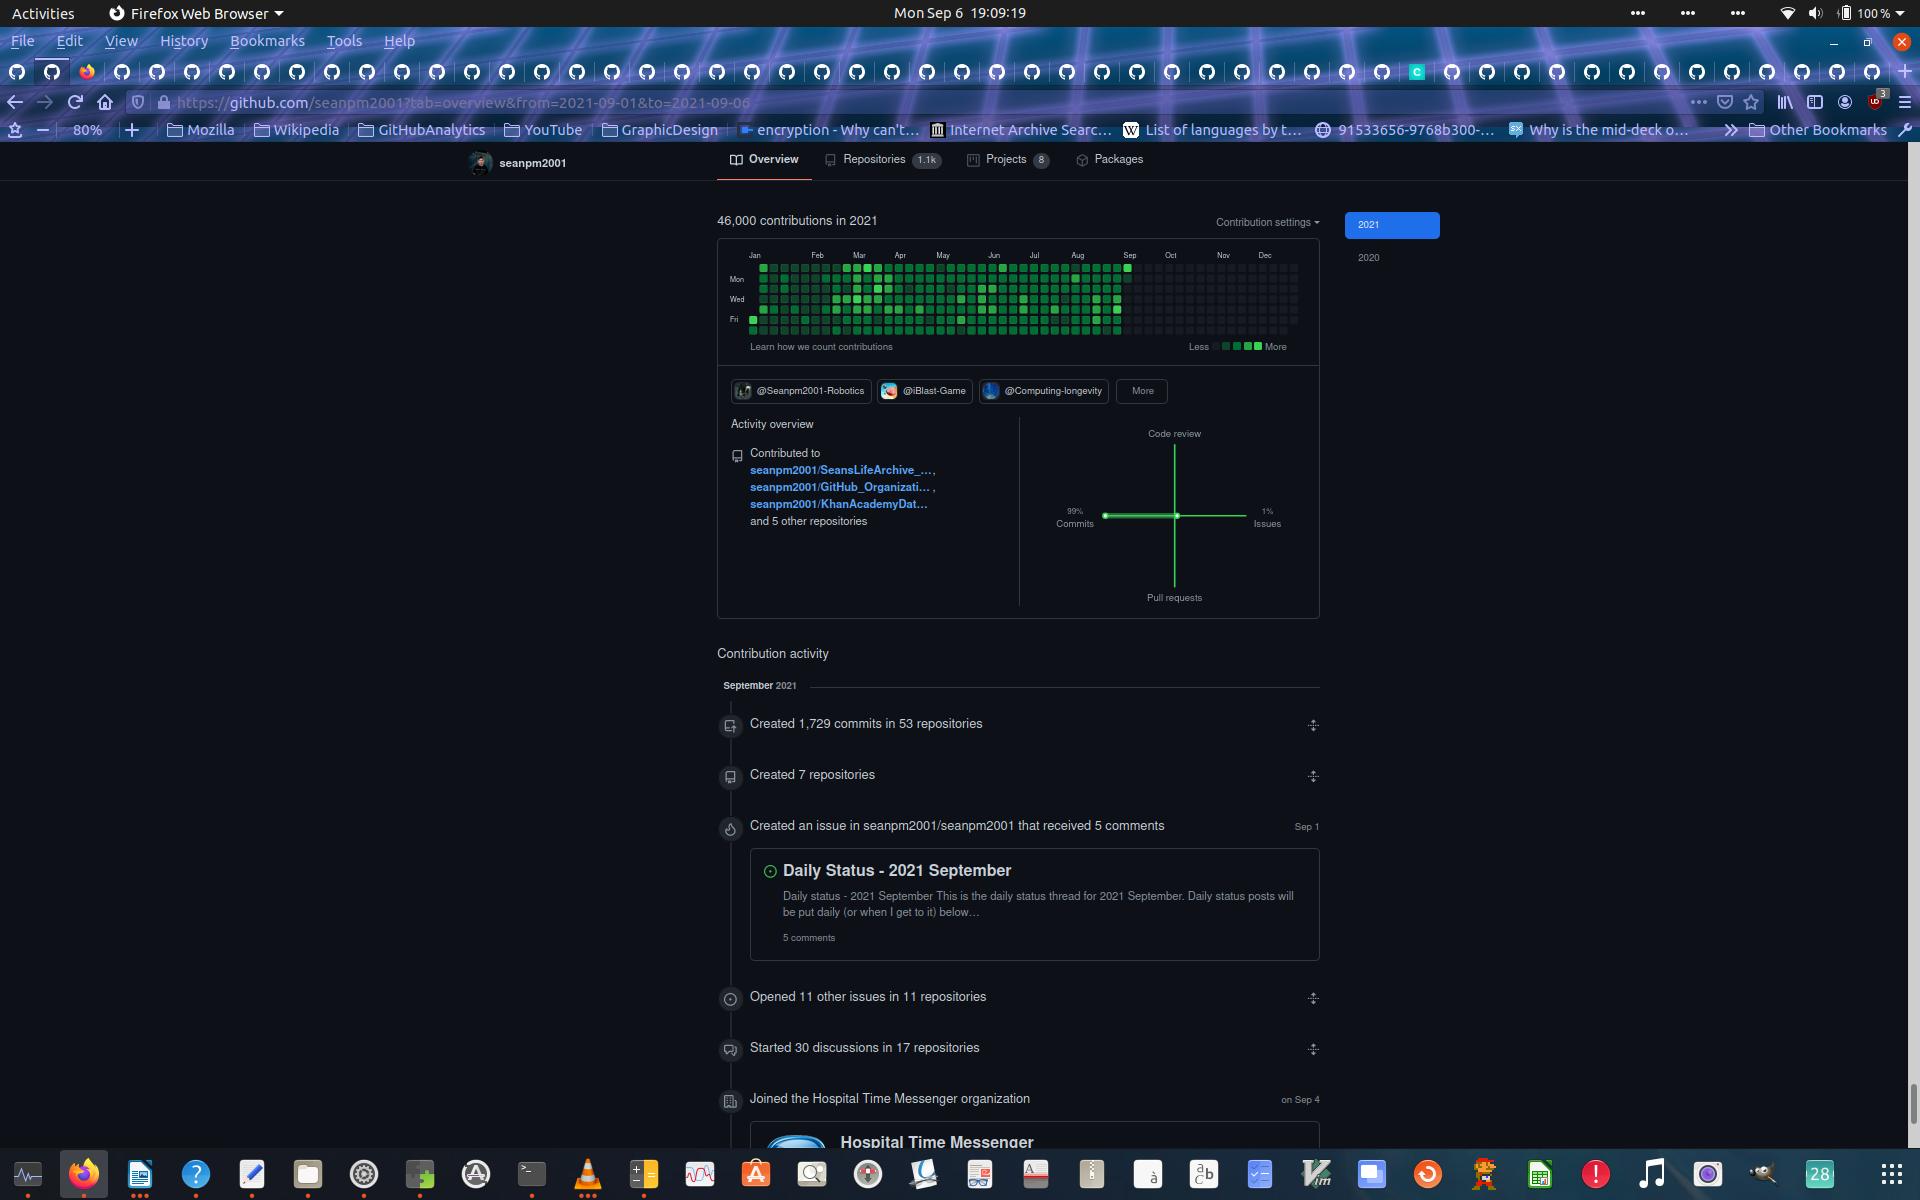 Activities Firefox Web Browser Mon Sep 6 19:09:19 100 %
File Edit View History Bookmarks Tools Help
https://github.com/seanpm2001?tab=overview&from=2021-09-01&to=2021-09-06 3
80% Mozilla Wikipedia GitHubAnalytics YouTube GraphicDesign encryption - Why can't… Internet Archive Searc… List of languages by t… 91533656-9768b300-… Why is the mid-deck o… Other Bookmarks
seanpm2001 Overview Repositories 1.1k Projects 8 Packages
46,000 contributions in 2021 Contribution settings 2021
2020
Jan Feb Mar Apr May Jun Jul Aug Sep Oct Nov Dec
Mon
Wed
Fri
Learn how we count contributions Less More
@Seanpm2001-Robotics @iBlast-Game @Computing-longevity More
Activity overview
Contributed to
seanpm2001/SeansLifeArchive_…,
seanpm2001/GitHub_Organizati… ,
seanpm2001/KhanAcademyDat…
and 5 other repositories
Code review
99% Commits
1% Issues
Pull requests
Contribution activity
September 2021
Created 1,729 commits in 53 repositories
Created 7 repositories
Created an issue in seanpm2001/seanpm2001 that received 5 comments Sep 1
Daily Status - 2021 September
Daily status - 2021 September This is the daily status thread for 2021 September. Daily status posts will
be put daily (or when I get to it) below…
5 comments
Opened 11 other issues in 11 repositories
Started 30 discussions in 17 repositories
Joined the Hospital Time Messenger organization on Sep 4
Hospital Time Messenger
28